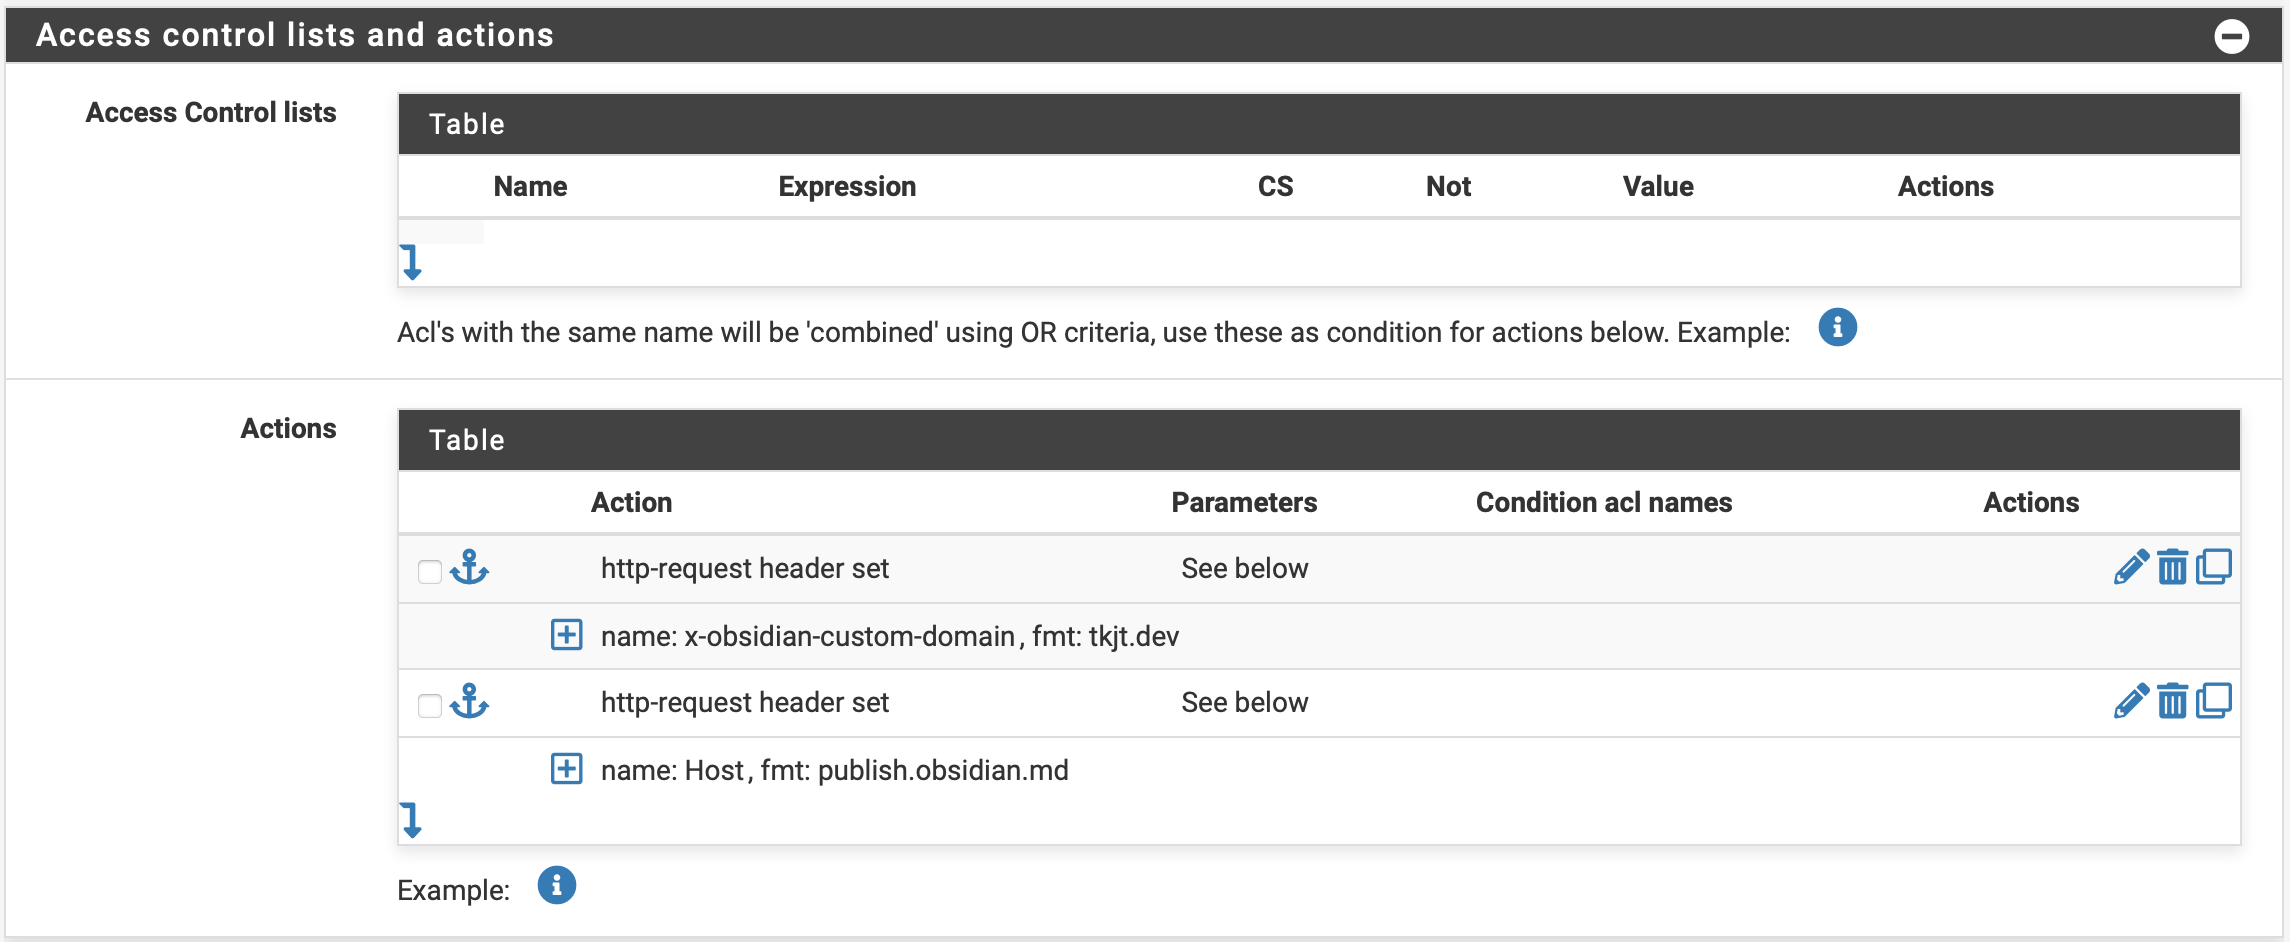 Access control lists and actions
Access Control lists
Table
Name Expression CS Not Value Actions
Acl's with the same name will be 'combined' using OR criteria, use these as condition for actions below. Example:
Actions
Table
Action Parameters Condition acl names Actions
http-request header set See below
name: x-obsidian-custom-domain, fmt: tkjt.dev
http-request header set See below
name: Host, fmt: publish.obsidian.md
Example: